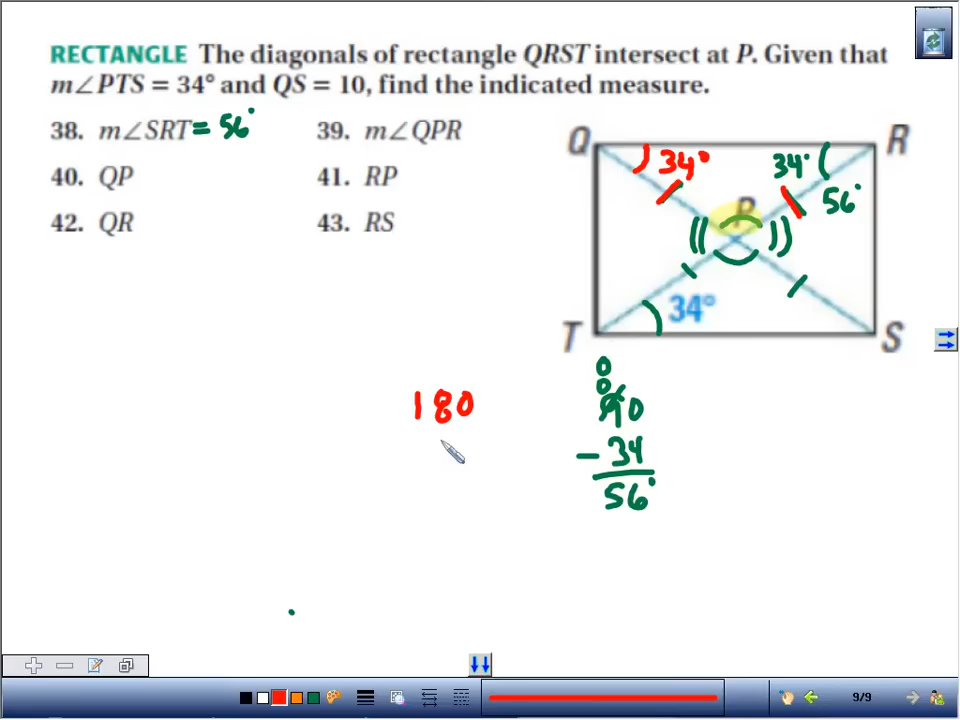 RECTANGLE The diagonals of rectangle QRST intersect at P. Given that
m∠PTS = 34° and QS = 10, find the indicated measure.
38. m∠SRT = 56°
39. m∠QPR
40. QP
41. RP
42. QR
43. RS
Q
R
34°
34°
56°
P
34°
T
S
180
0
0
90
- 34
56°
9/9